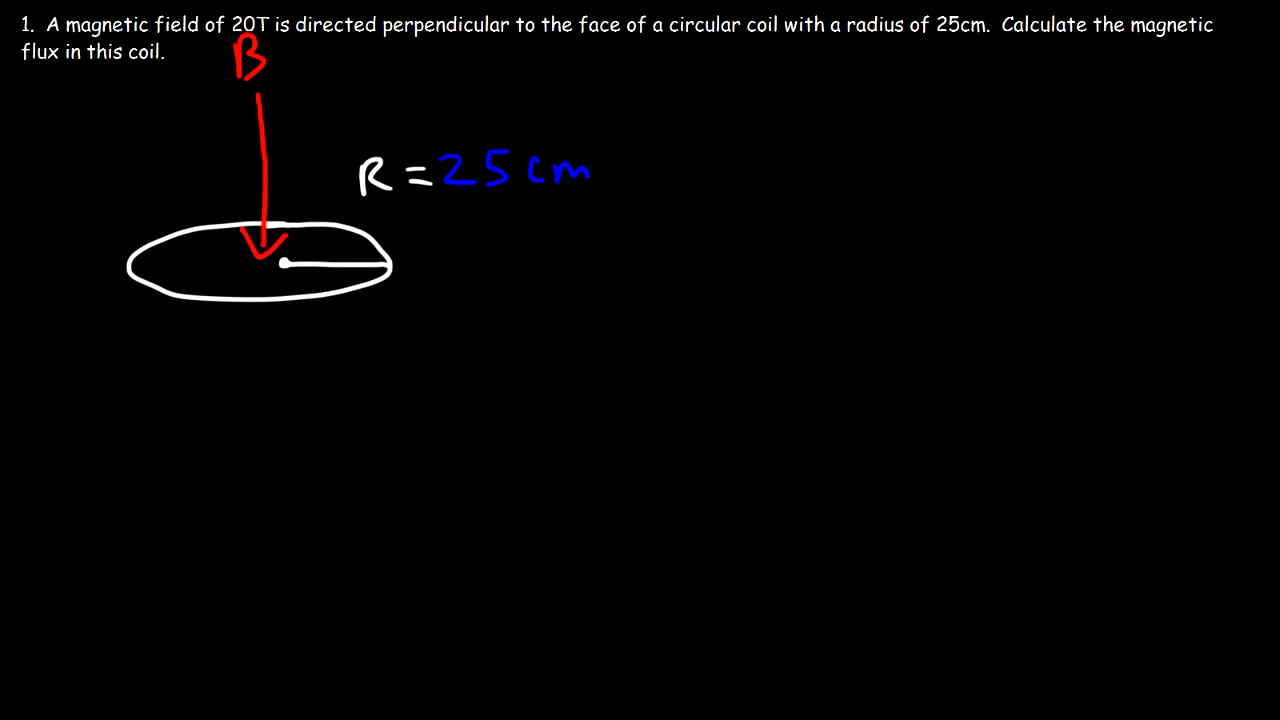 1. A magnetic field of 20T is directed perpendicular to the face of a circular coil with a radius of 25cm. Calculate the magnetic
flux in this coil.
B
R = 25 cm